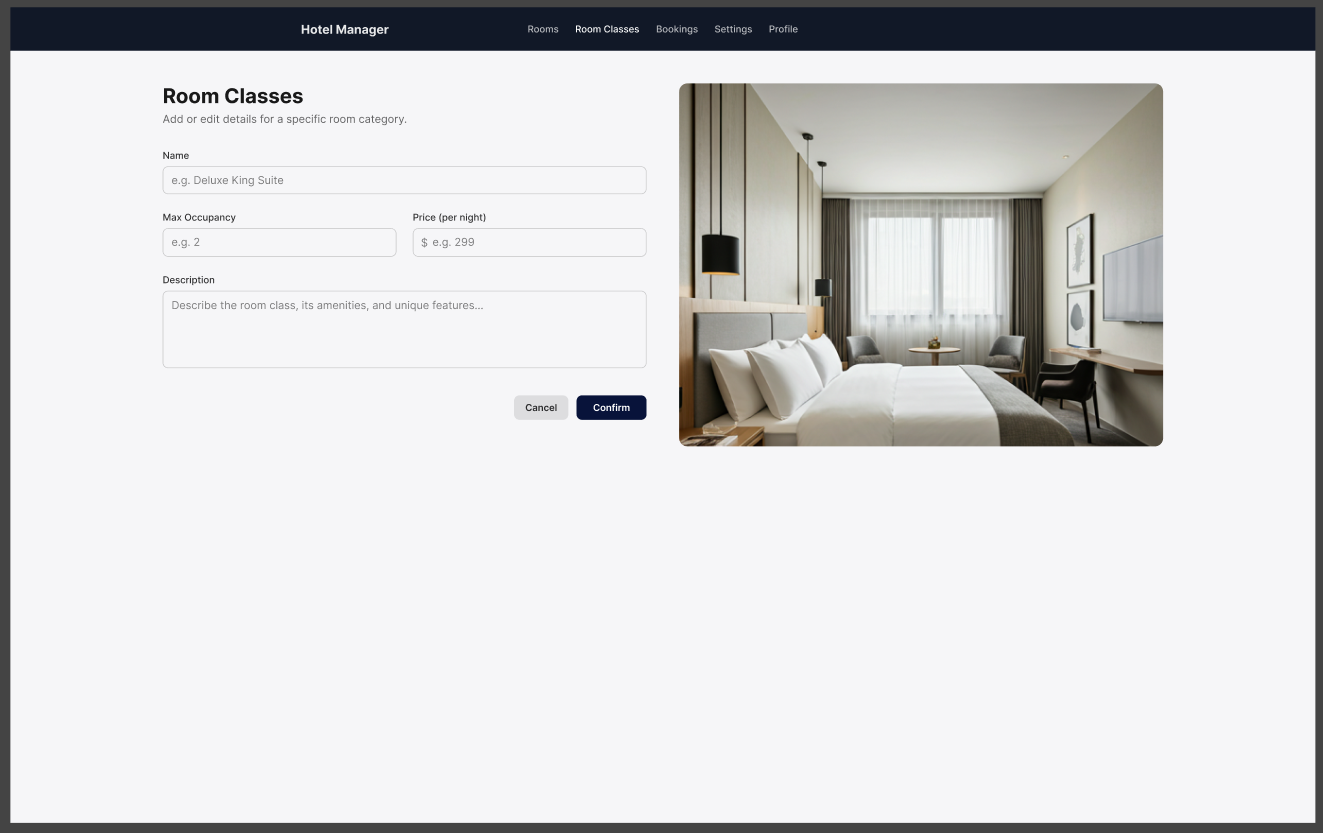 Hotel Manager
Rooms Room Classes Bookings Settings Profile
Room Classes
Add or edit details for a specific room category.
Name
e.g. Deluxe King Suite
Max Occupancy Price (per night)
e.g. 2 $ e.g. 299
Description
Describe the room class, its amenities, and unique features...
Cancel Confirm